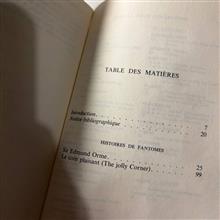 TABLE DES MATIÈRES
Introduction. 7
Notice bibliographique 20
HISTOIRES DE FANTOMES
Sir Edmund Orme. 25
Le coin plaisant (The jolly Corner). 99